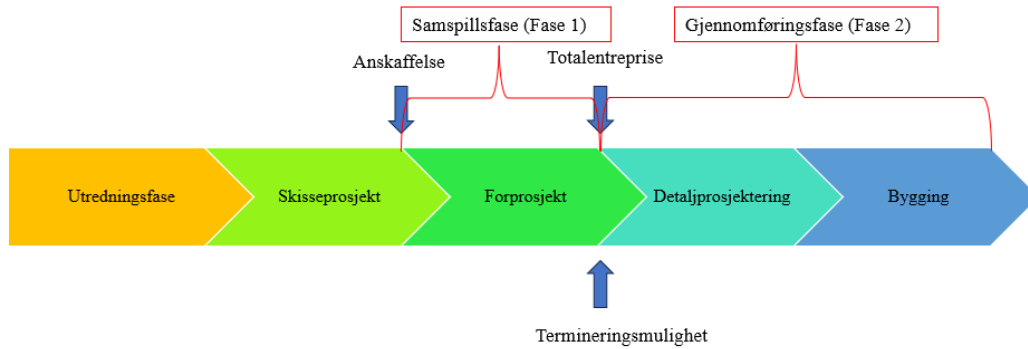 Samspillsfase (Fase 1)
Gjennomføringsfase (Fase 2)
Anskaffelse
Totalentreprise
Utredningsfase
Skisseprosjekt
Forprosjekt
Detaljprosjektering
Bygging
Termineringsmulighet